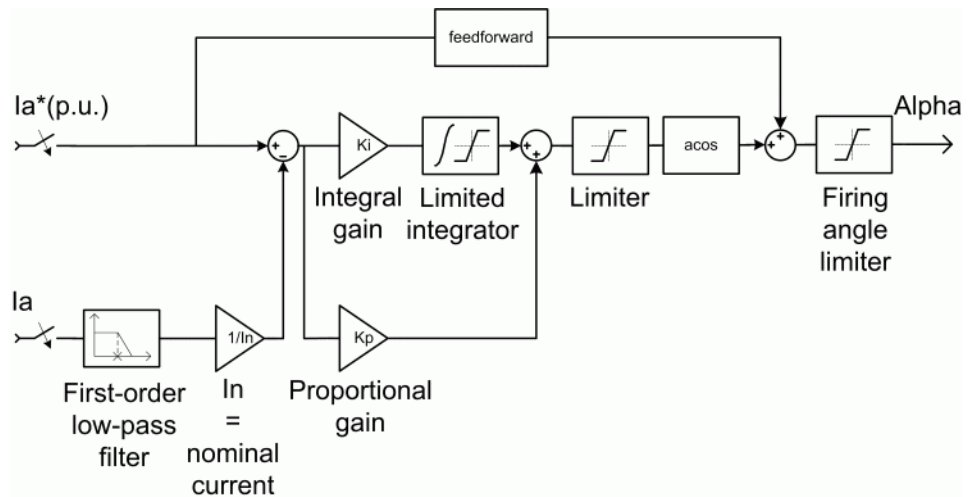 feedforward
Ia*(p.u.)
Alpha
+
−
Ki
+
+
acos
+
+
Integral
gain
Limited
integrator
Limiter
Firing
angle
limiter
Ia
1/In
Kp
First-order
low-pass
filter
In
=
nominal
current
Proportional
gain